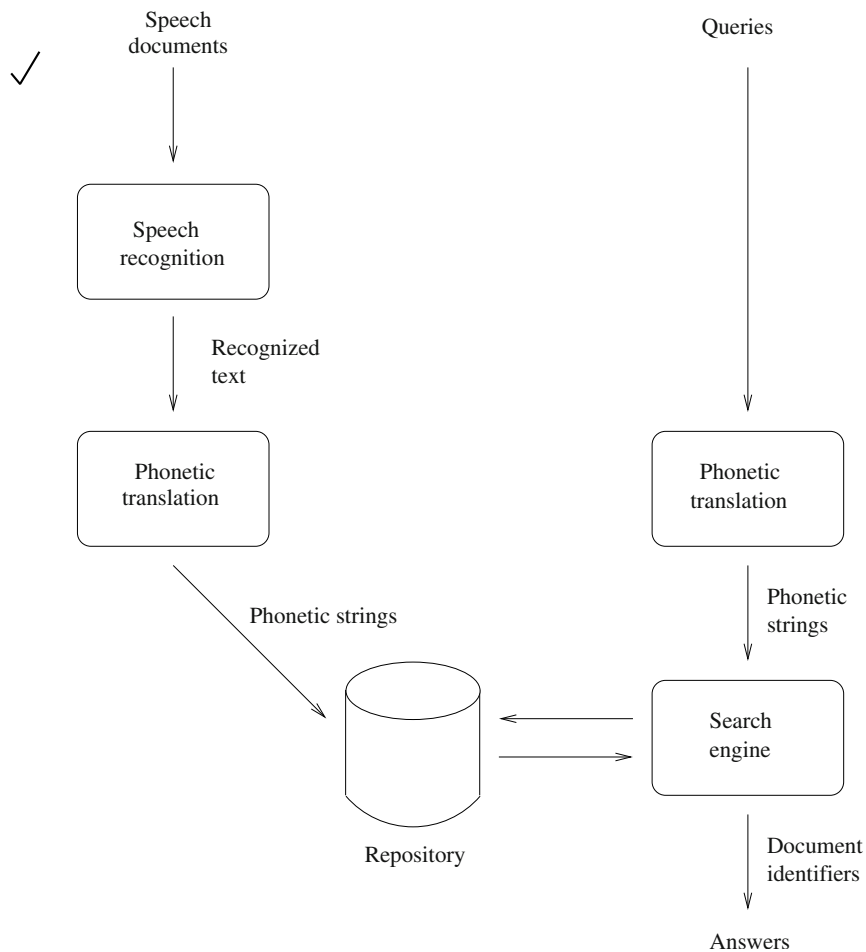 Speech
documents
Queries
Speech
recognition
Recognized
text
Phonetic
translation
Phonetic
translation
Phonetic strings
Phonetic
strings
Search
engine
Repository
Document
identifiers
Answers